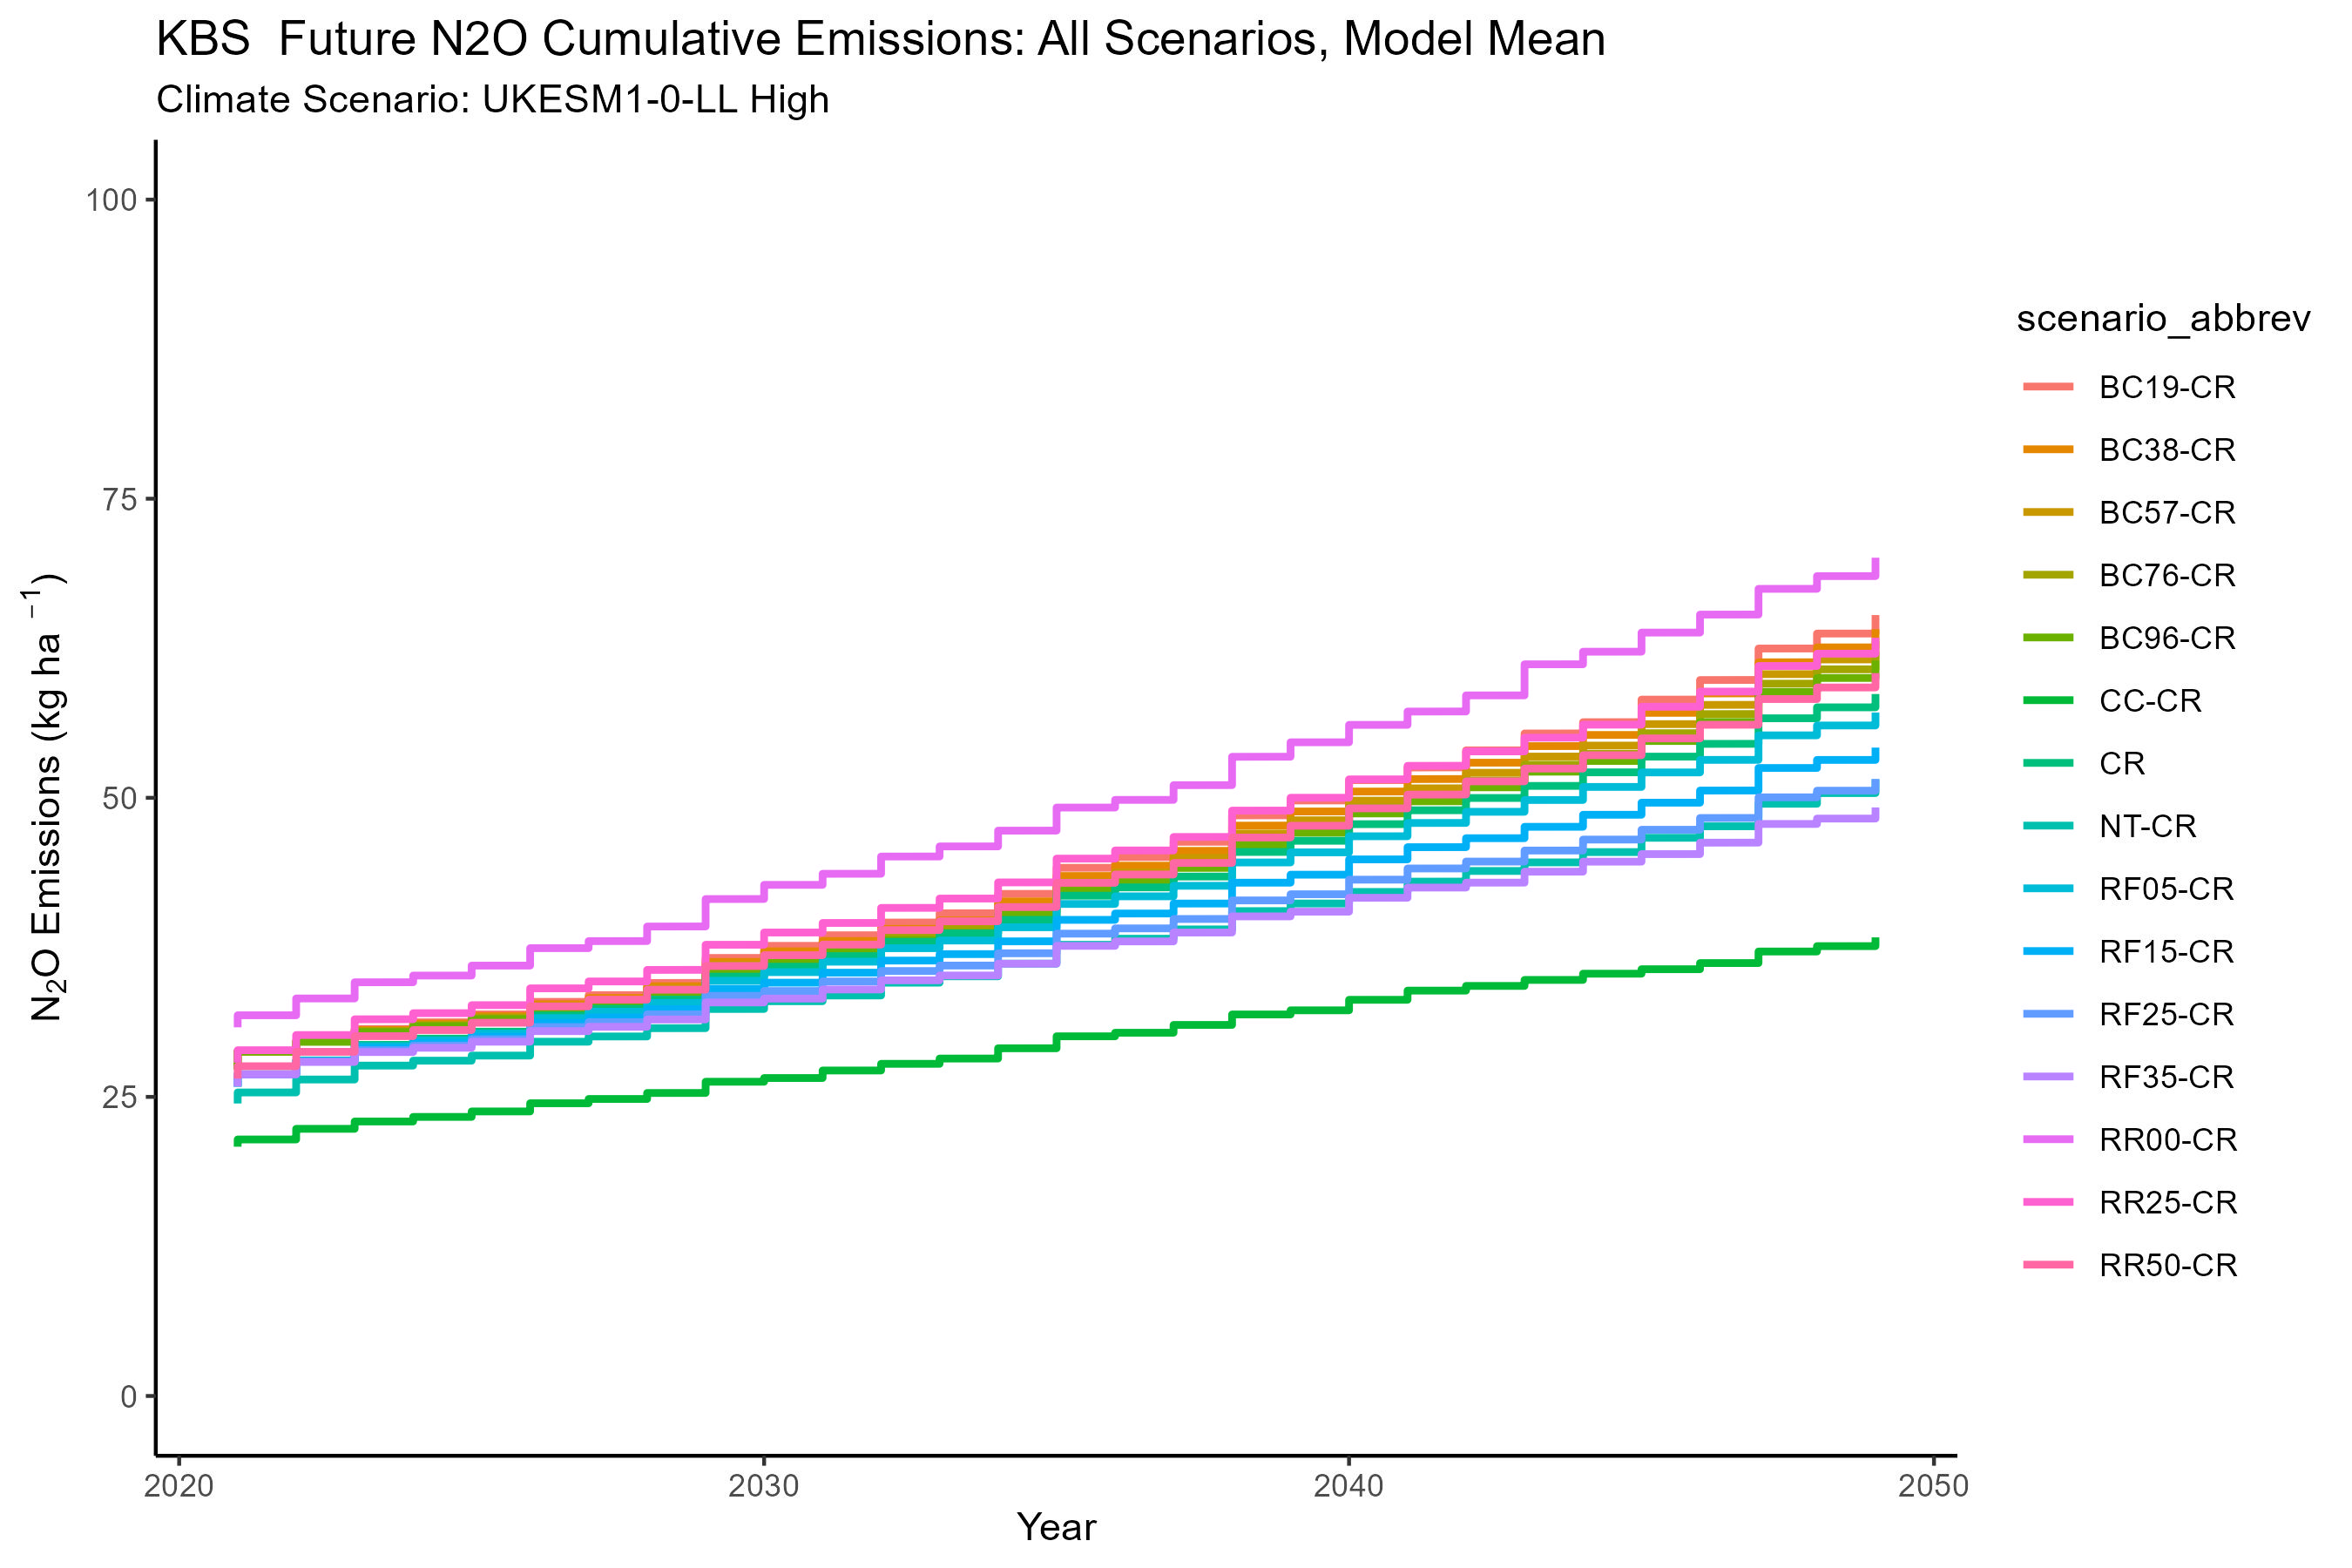 KBS  Future N2O Cumulative Emissions: All Scenarios, Model Mean
Climate Scenario: UKESM1-0-LL High
N₂O Emissions (kg ha ⁻¹)
100
75
50
25
0
2020
2030
2040
2050
Year
scenario_abbrev
BC19-CR
BC38-CR
BC57-CR
BC76-CR
BC96-CR
CC-CR
CR
NT-CR
RF05-CR
RF15-CR
RF25-CR
RF35-CR
RR00-CR
RR25-CR
RR50-CR